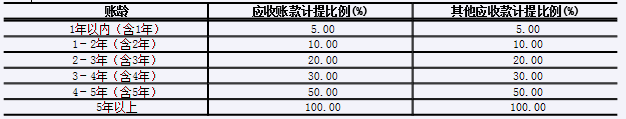 账龄 应收账款计提比例(%) 其他应收款计提比例(%)
1年以内（含1年） 5.00 5.00
1－2年（含2年） 10.00 10.00
2－3年（含3年） 20.00 20.00
3－4年（含4年） 30.00 30.00
4－5年（含5年） 50.00 50.00
5年以上 100.00 100.00